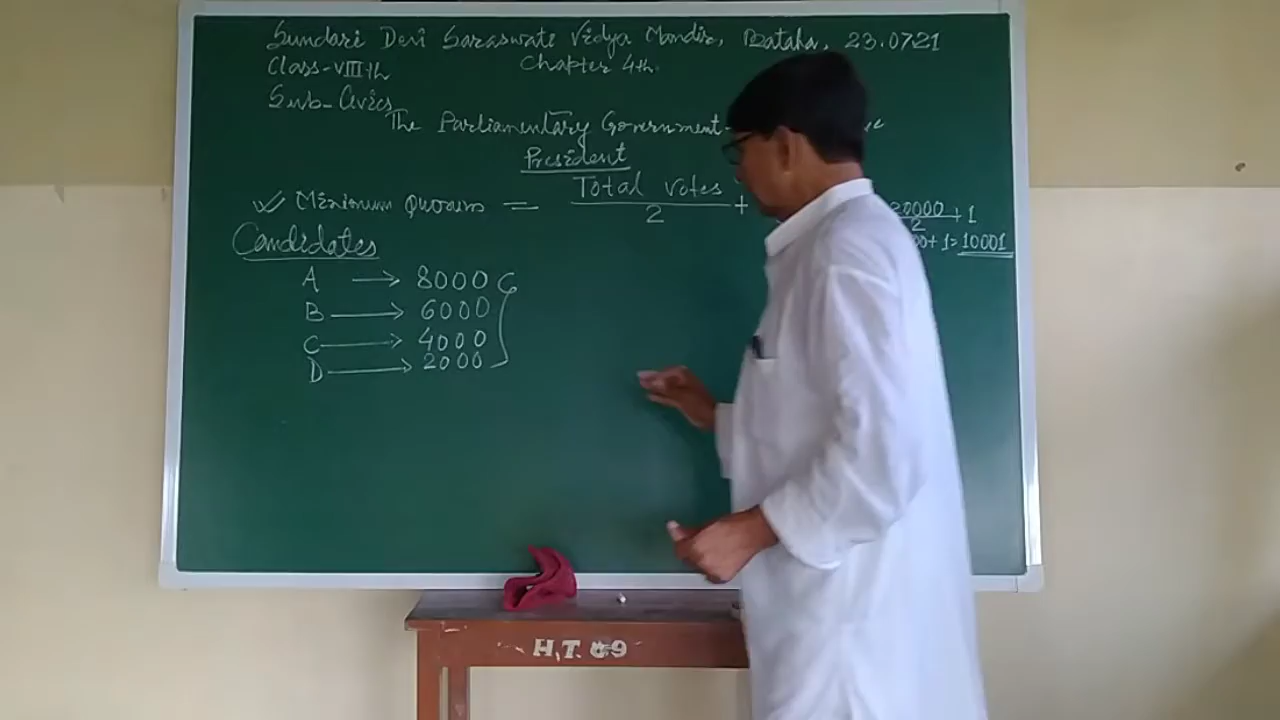 Sundari Devi Saraswati Vidya Mandir, Bataha, 23.07.21
Class-VIIIth
Chapter 4th.
Sub-Civics
The Parliamentary Government-
President
✓ Minimum Quorum = Total votes / 2 +
20000 / 2 + 1
00+1=10001
Candidates
A → 8000
B → 6000
C → 4000
D → 2000
H.T. 09